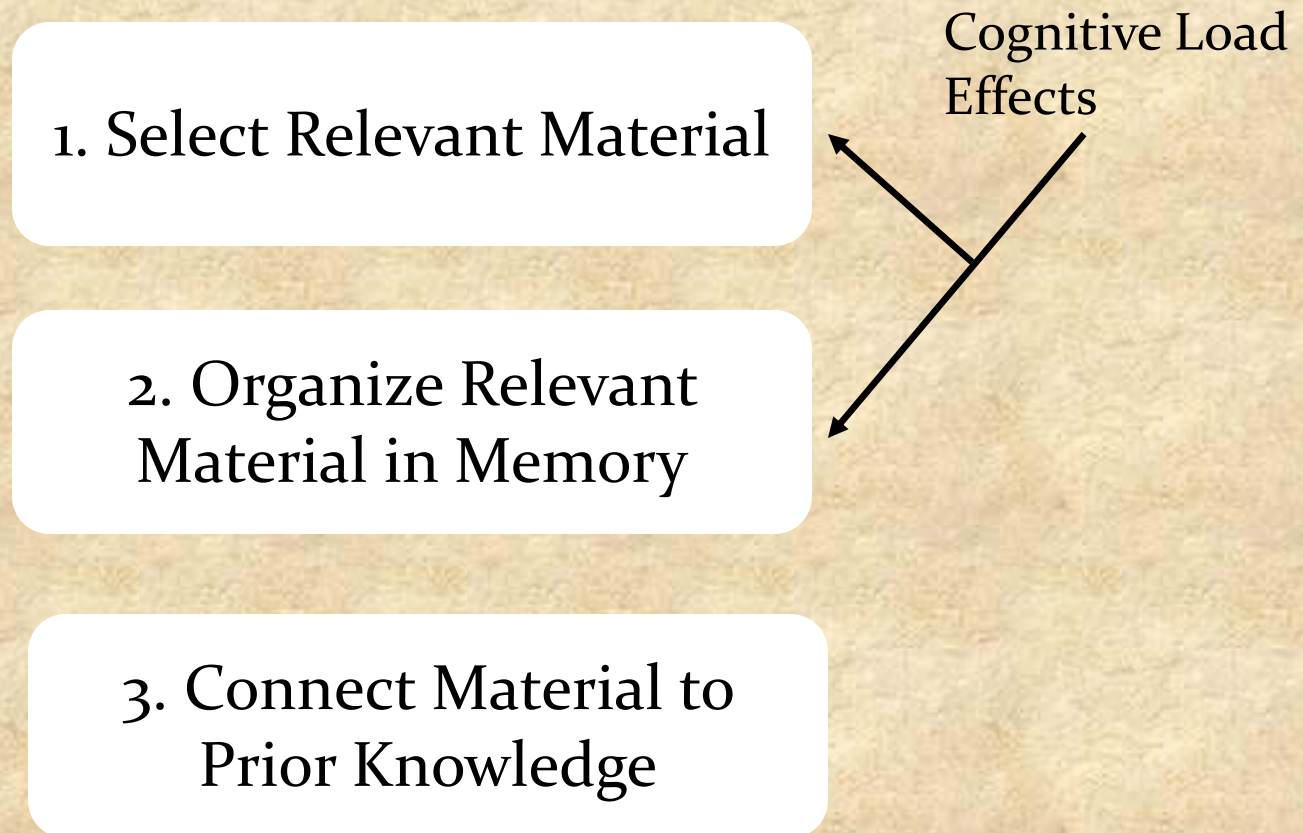 1. Select Relevant Material
Cognitive Load
Effects
2. Organize Relevant
Material in Memory
3. Connect Material to
Prior Knowledge